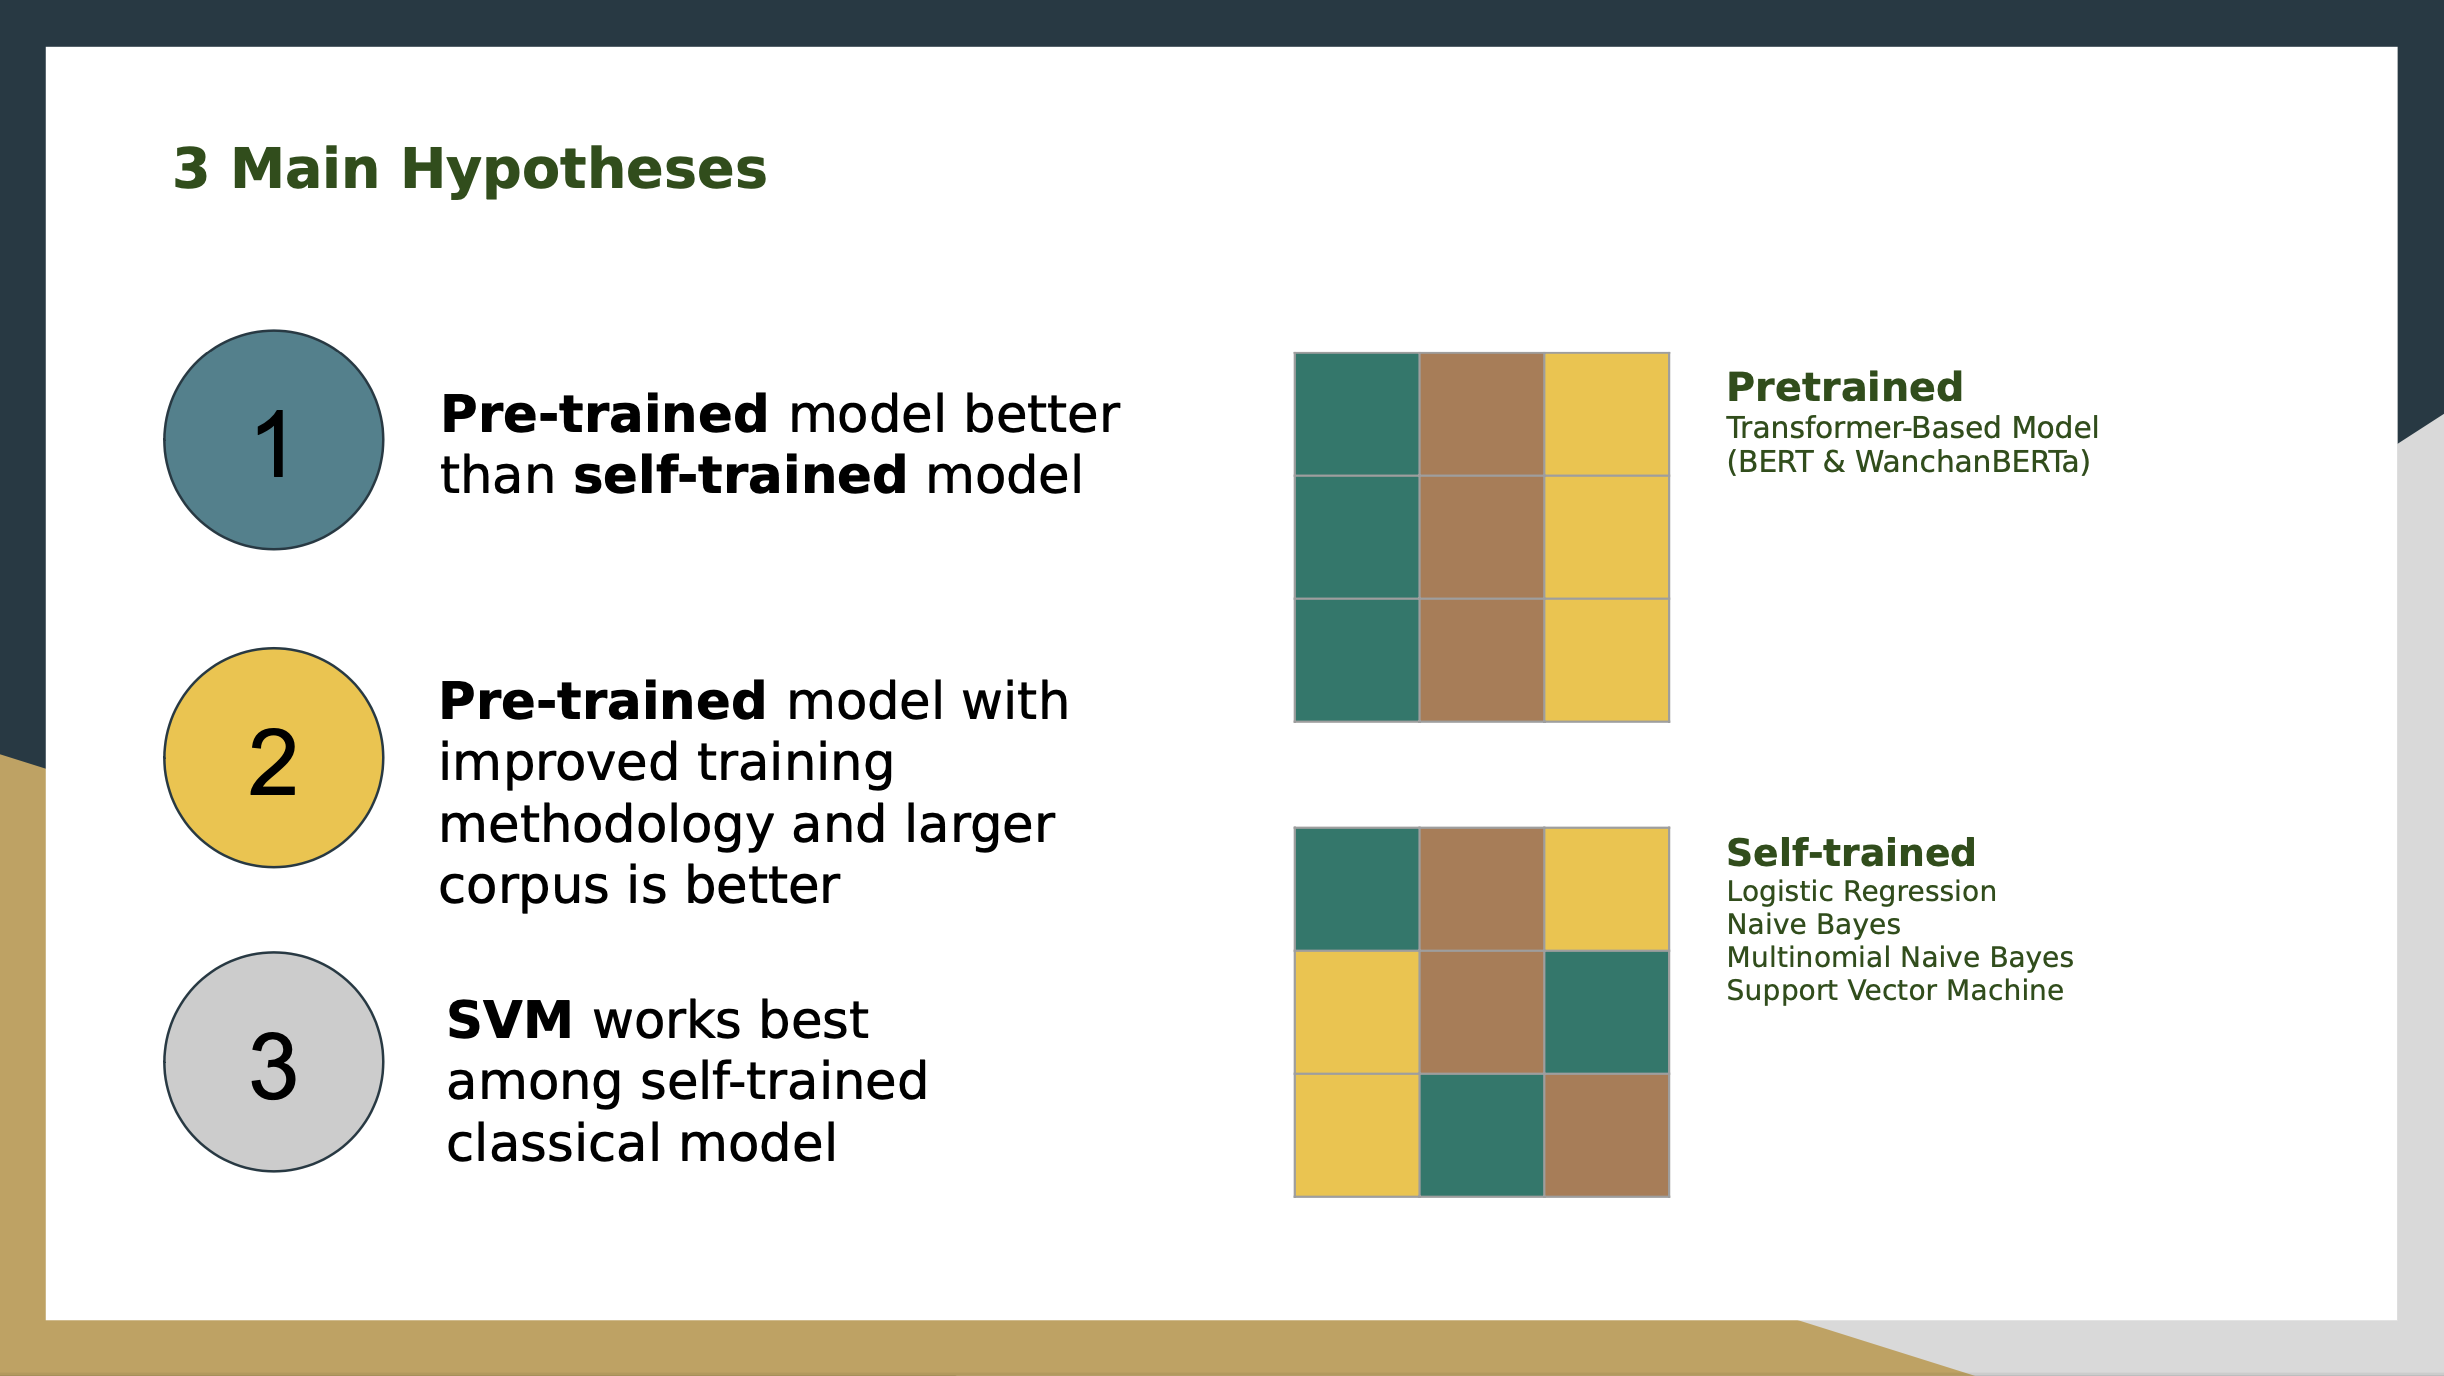 3 Main Hypotheses
1
Pre-trained model better
than self-trained model
2
Pre-trained model with
improved training
methodology and larger
corpus is better
3
SVM works best
among self-trained
classical model
Pretrained
Transformer-Based Model
(BERT & WanchanBERTa)
Self-trained
Logistic Regression
Naive Bayes
Multinomial Naive Bayes
Support Vector Machine